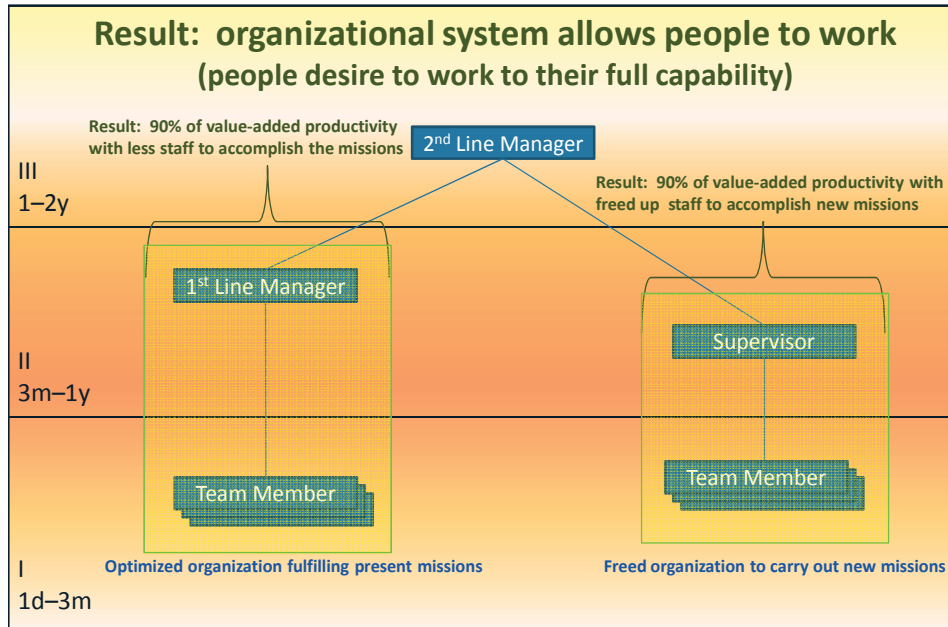 Result:  organizational system allows people to work
(people desire to work to their full capability)
Result:  90% of value-added productivity
with less staff to accomplish the missions
2nd Line Manager
III
1–2y
Result:  90% of value-added productivity with
freed up  staff to accomplish new missions
1st Line Manager
Supervisor
II
3m–1y
Team Member
Team Member
Optimized organization fulfilling present missions
Freed organization to carry out new missions
I
1d–3m